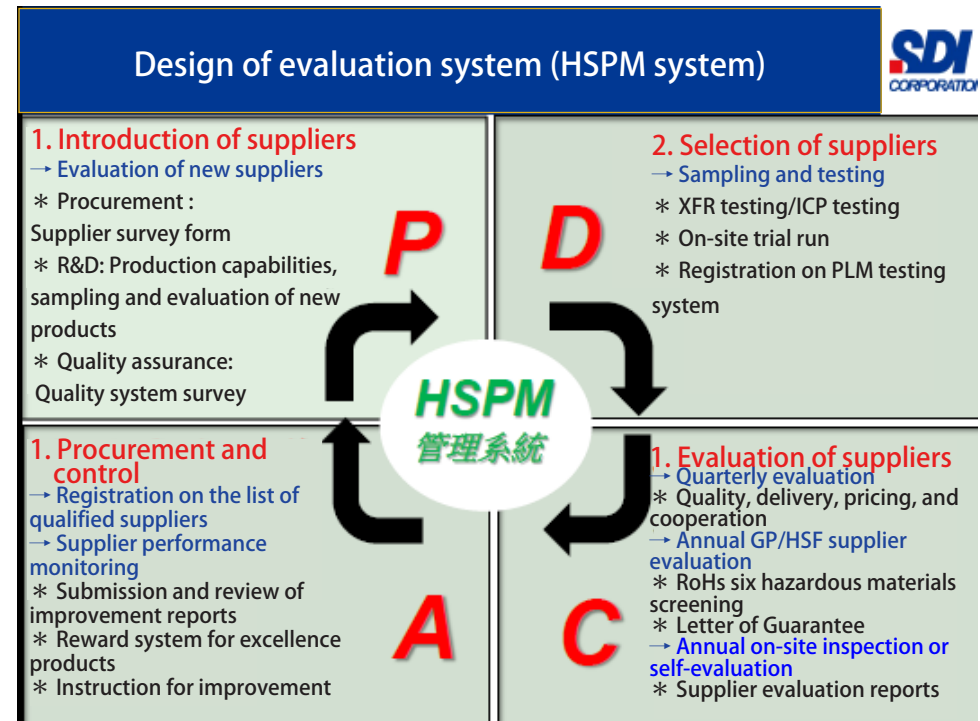 Design of evaluation system (HSPM system)
SDI
CORPORATION
1. Introduction of suppliers
→ Evaluation of new suppliers
＊ Procurement :
Supplier survey form
＊ R&D: Production capabilities,
sampling and evaluation of new
products
＊ Quality assurance:
Quality system survey
P
2. Selection of suppliers
→ Sampling and testing
＊ XFR testing/ICP testing
＊ On-site trial run
＊ Registration on PLM testing
system
D
HSPM
管理系統
1. Procurement and
control
→ Registration on the list of
qualified suppliers
→ Supplier performance
monitoring
＊ Submission and review of
improvement reports
＊ Reward system for excellence
products
＊ Instruction for improvement
A
1. Evaluation of suppliers
→ Quarterly evaluation
＊ Quality, delivery, pricing, and
cooperation
→ Annual GP/HSF supplier
evaluation
＊ RoHs six hazardous materials
screening
＊ Letter of Guarantee
→ Annual on-site inspection or
self-evaluation
＊ Supplier evaluation reports
C